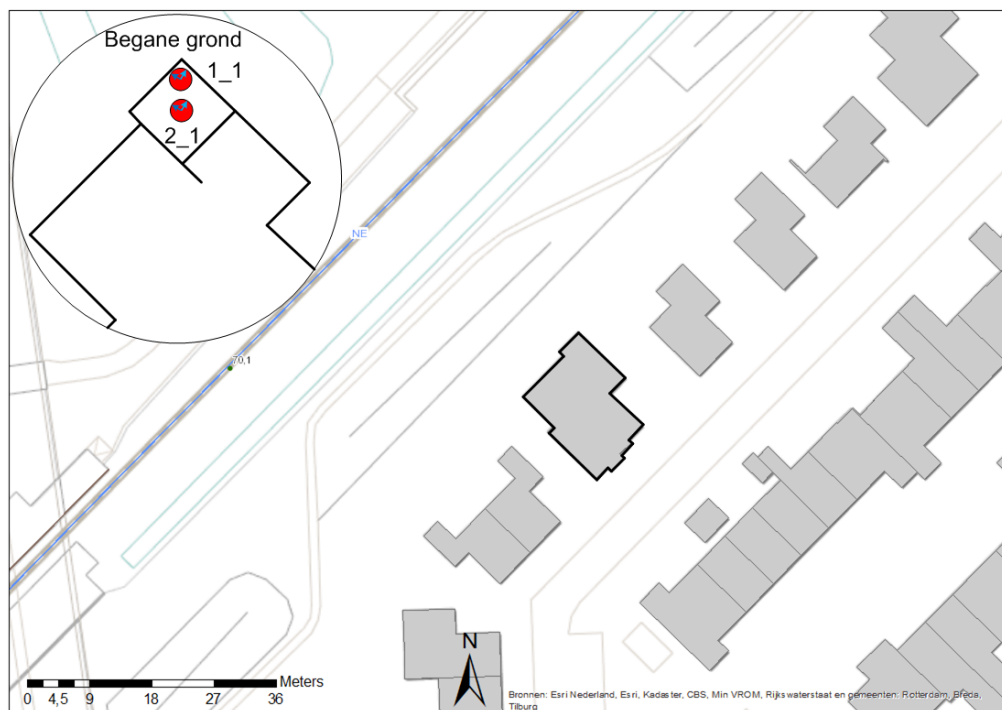 Begane grond
1_1
2_1
NE
70,1
N
Meters
0 4,5 9 18 27 36
Bronnen: Esri Nederland, Esri, Kadaster, CBS, Min VROM, Rijkswaterstaat en gemeenten: Rotterdam, Breda,
Tilburg